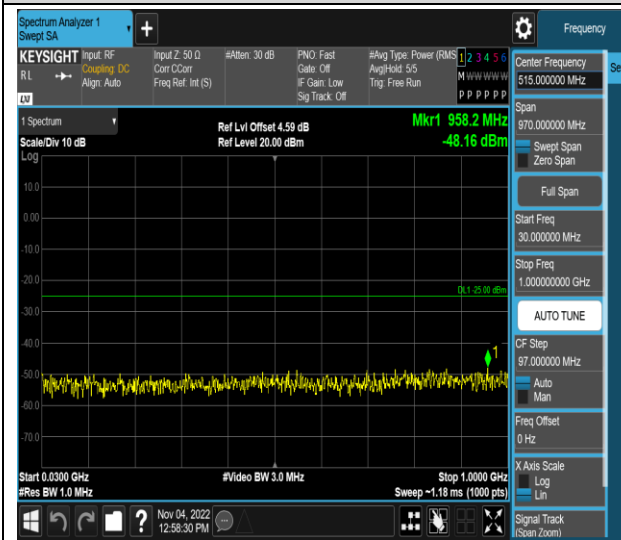 Spectrum Analyzer 1
Swept SA
+
Frequency
KEYSIGHT
RL
LXI
Input: RF
Coupling: DC
Align: Auto
Input Z: 50 Ω
Corr CCorr
Freq Ref: Int (S)
#Atten: 30 dB
PNO: Fast
Gate: Off
IF Gain: Low
Sig Track: Off
#Avg Type: Power (RMS
Avg|Hold: 5/5
Trig: Free Run
1 2 3 4 5 6
M W W W W W
P P P P P P
1 Spectrum
Scale/Div 10 dB
Log
Ref Lvl Offset 4.59 dB
Ref Level 20.00 dBm
Mkr1 958.2 MHz
-48.16 dBm
10.0
0.00
-10.0
-20.0
DL1 -25.00 dBm
-30.0
-40.0
1
-50.0
-60.0
-70.0
Start 0.0300 GHz
#Res BW 1.0 MHz
#Video BW 3.0 MHz
Stop 1.0000 GHz
Sweep ~1.18 ms (1000 pts)
?
Nov 04, 2022
12:58:30 PM
Center Frequency
515.000000 MHz
Se
Span
970.000000 MHz
Swept Span
Zero Span
Full Span
Start Freq
30.000000 MHz
Stop Freq
1.000000000 GHz
AUTO TUNE
CF Step
97.000000 MHz
Auto
Man
Freq Offset
0 Hz
X Axis Scale
Log
Lin
Signal Track
(Span Zoom)